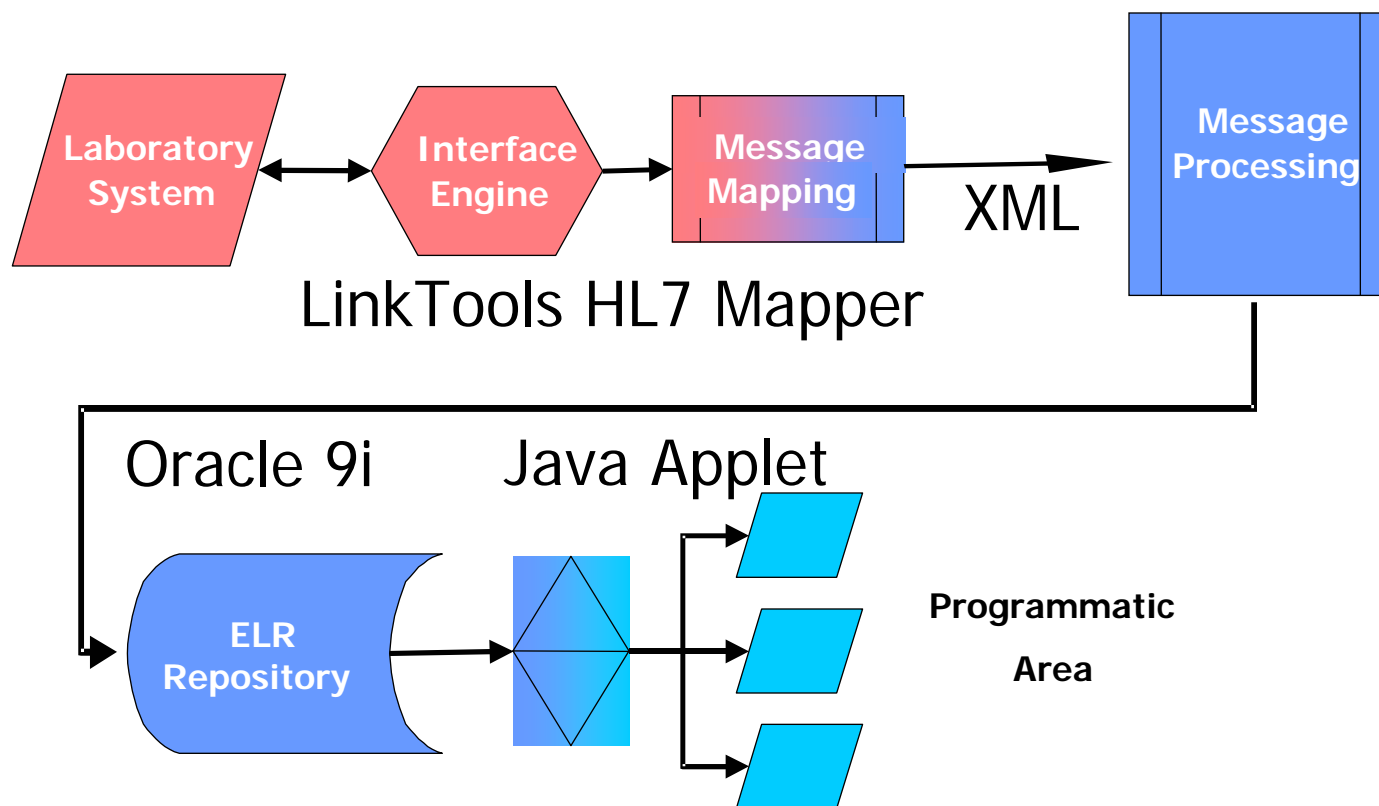 Laboratory
System
Interface
Engine
Message
Mapping
XML
Message
Processing
LinkTools HL7 Mapper
Oracle 9i
Java Applet
ELR
Repository
Programmatic
Area